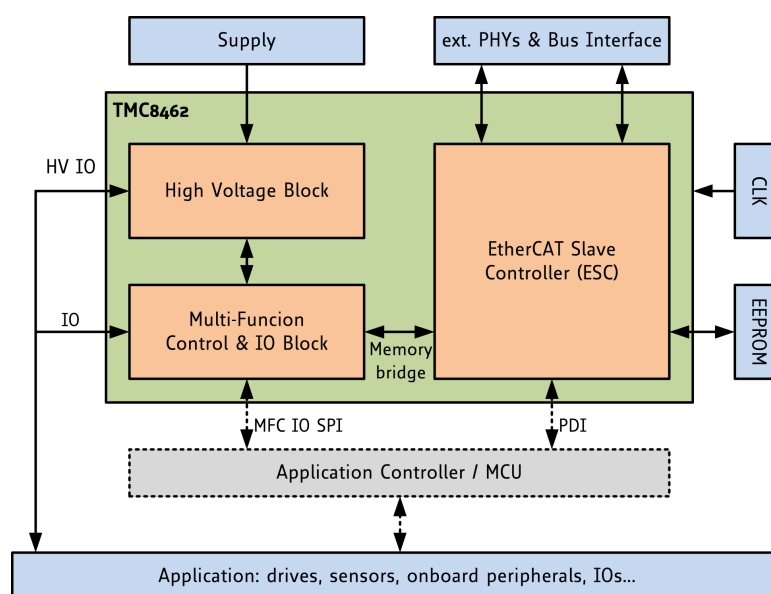 Supply
ext. PHYs & Bus Interface
TMC8462
HV IO
High Voltage Block
CLK
EtherCAT Slave
Controller (ESC)
IO
Multi-Funcion
Control & IO Block
Memory
bridge
EEPROM
MFC IO SPI
PDI
Application Controller / MCU
Application: drives, sensors, onboard peripherals, IOs...